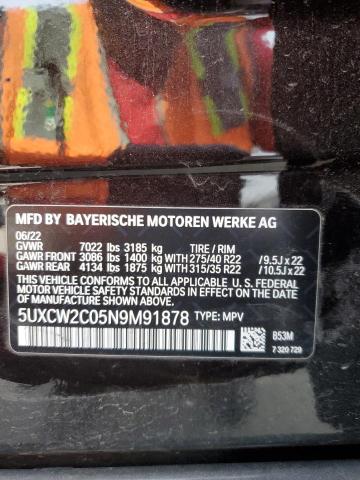 MFD BY BAYERISCHE MOTOREN WERKE AG
06/22
GVWR 7022 lbs 3185 kg TIRE / RIM
GAWR FRONT 3086 lbs 1400 kg WITH 275/40 R22 / 9.5J x 22
GAWR REAR 4134 lbs 1875 kg WITH 315/35 R22 / 10.5J x 22
THIS VEHICLE CONFORMS TO ALL APPLICABLE
U.S. FEDERAL MOTOR VEHICLE SAFETY STANDARDS
IN EFFECT ON THE DATE OF MANUFACTURE SHOWN ABOVE.
5UXCW2C05N9M91878 TYPE: MPV
B53M
7 320 729